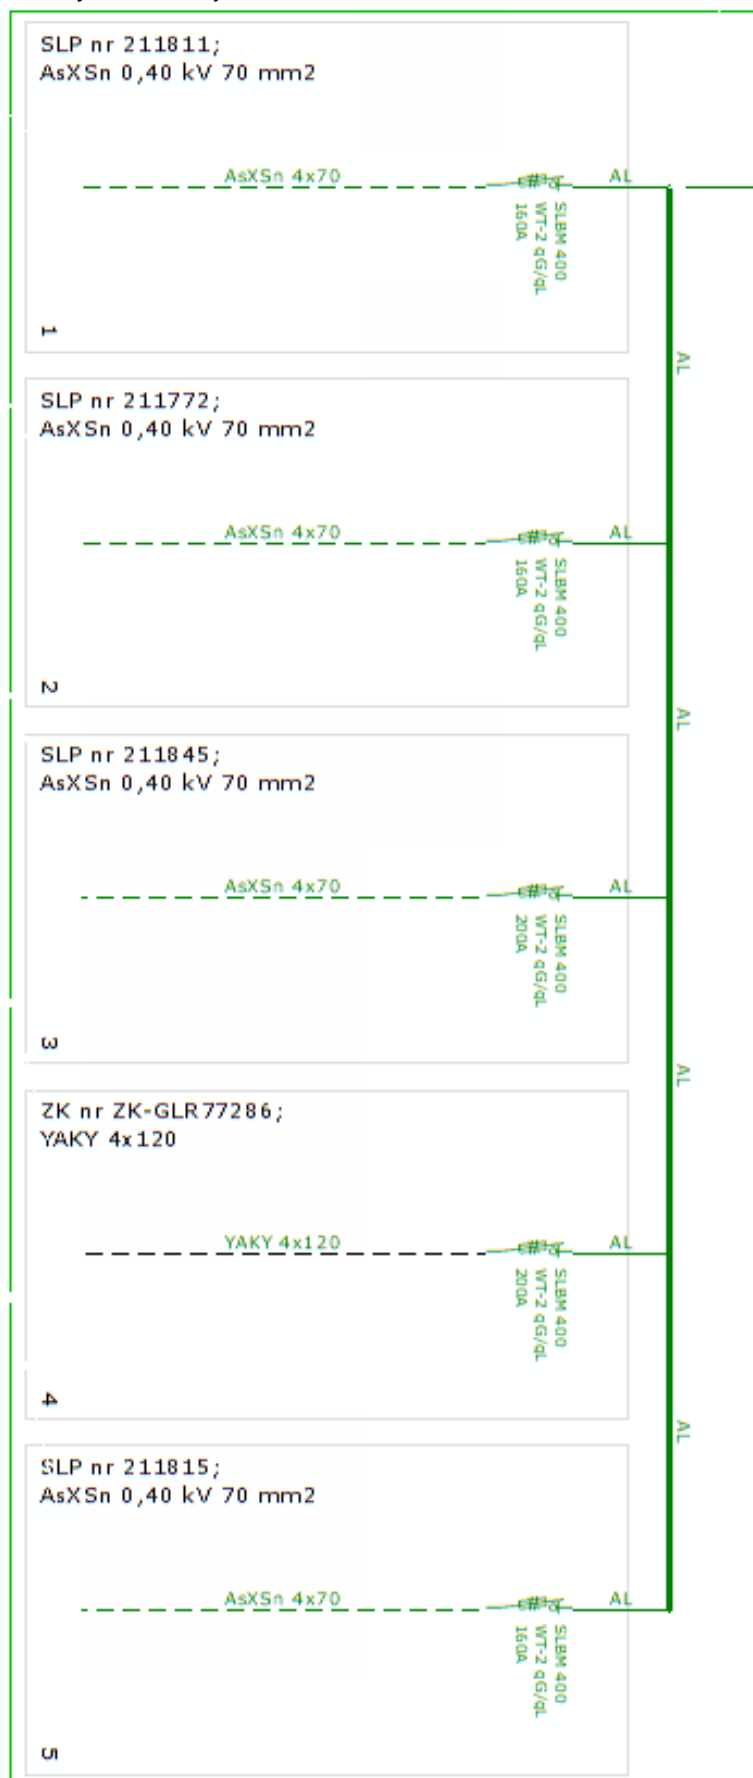 SLP nr 211811;
AsXSn 0,40 kV 70 mm2
AsXSn 4x70
AL
SLBM 400
WT-2 gG/gL
160A
1
AL
SLP nr 211772;
AsXSn 0,40 kV 70 mm2
AsXSn 4x70
AL
SLBM 400
WT-2 gG/gL
160A
2
AL
SLP nr 211845;
AsXSn 0,40 kV 70 mm2
AsXSn 4x70
AL
SLBM 400
WT-2 gG/gL
200A
3
AL
ZK nr ZK-GLR77286;
YAKY 4x120
YAKY 4x120
AL
SLBM 400
WT-2 gG/gL
200A
4
AL
SLP nr 211815;
AsXSn 0,40 kV 70 mm2
AsXSn 4x70
AL
SLBM 400
WT-2 gG/gL
160A
5